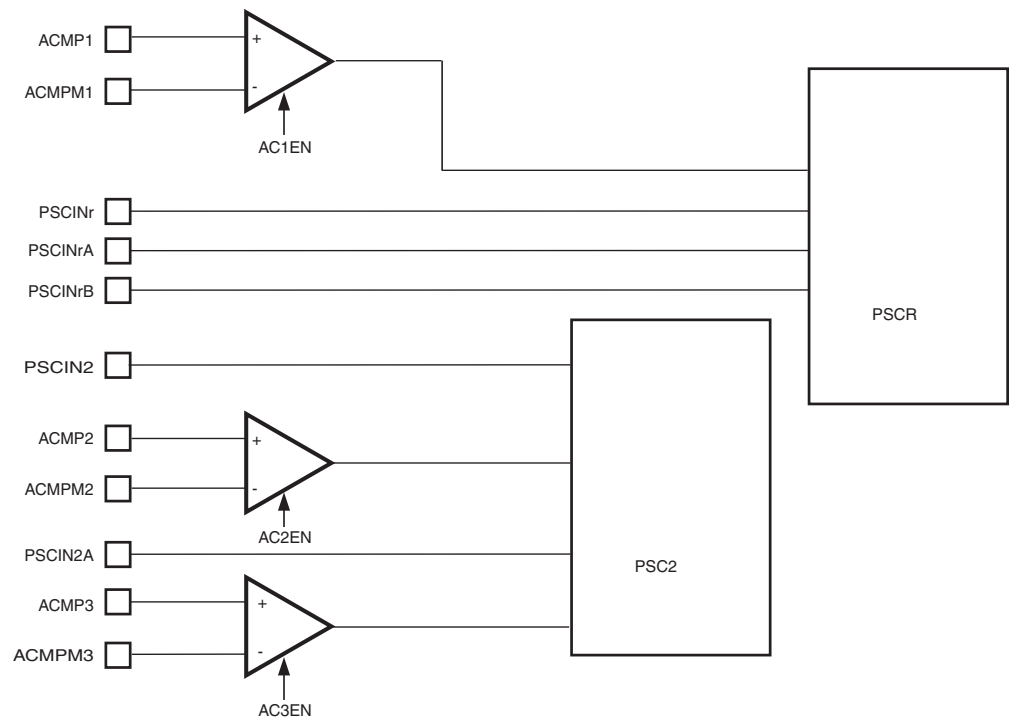 ACMP1
+
ACMPM1
-
AC1EN
PSCINr
PSCINrA
PSCINrB
PSCR
PSCIN2
ACMP2
+
ACMPM2
-
AC2EN
PSCIN2A
PSC2
ACMP3
+
ACMPM3
-
AC3EN